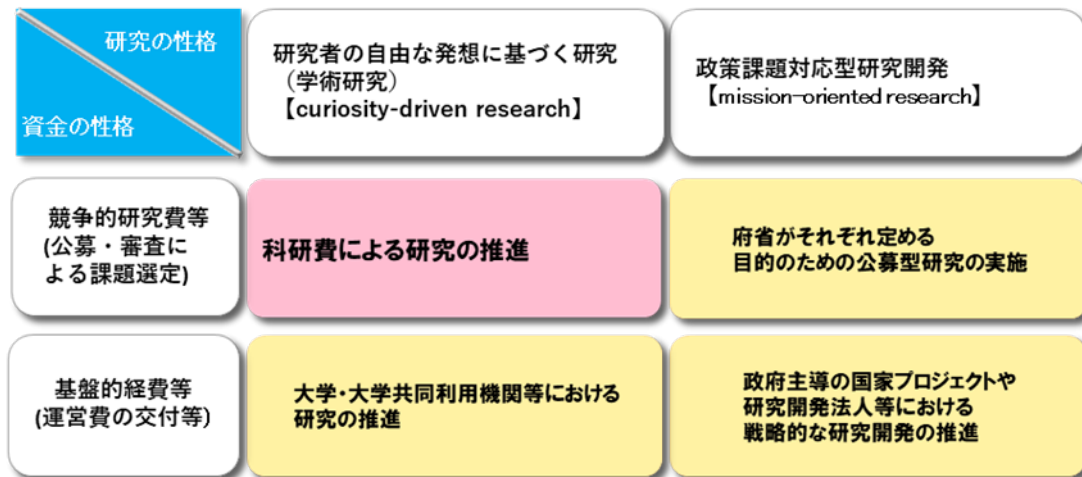 研究の性格
資金の性格
研究者の自由な発想に基づく研究
（学術研究）
【curiosity-driven research】
政策課題対応型研究開発
【mission-oriented research】
競争的研究費等
(公募・審査に
よる課題選定)
科研費による研究の推進
府省がそれぞれ定める
目的のための公募型研究の実施
基盤的経費等
(運営費の交付等)
大学・大学共同利用機関等における
研究の推進
政府主導の国家プロジェクトや
研究開発法人等における
戦略的な研究開発の推進